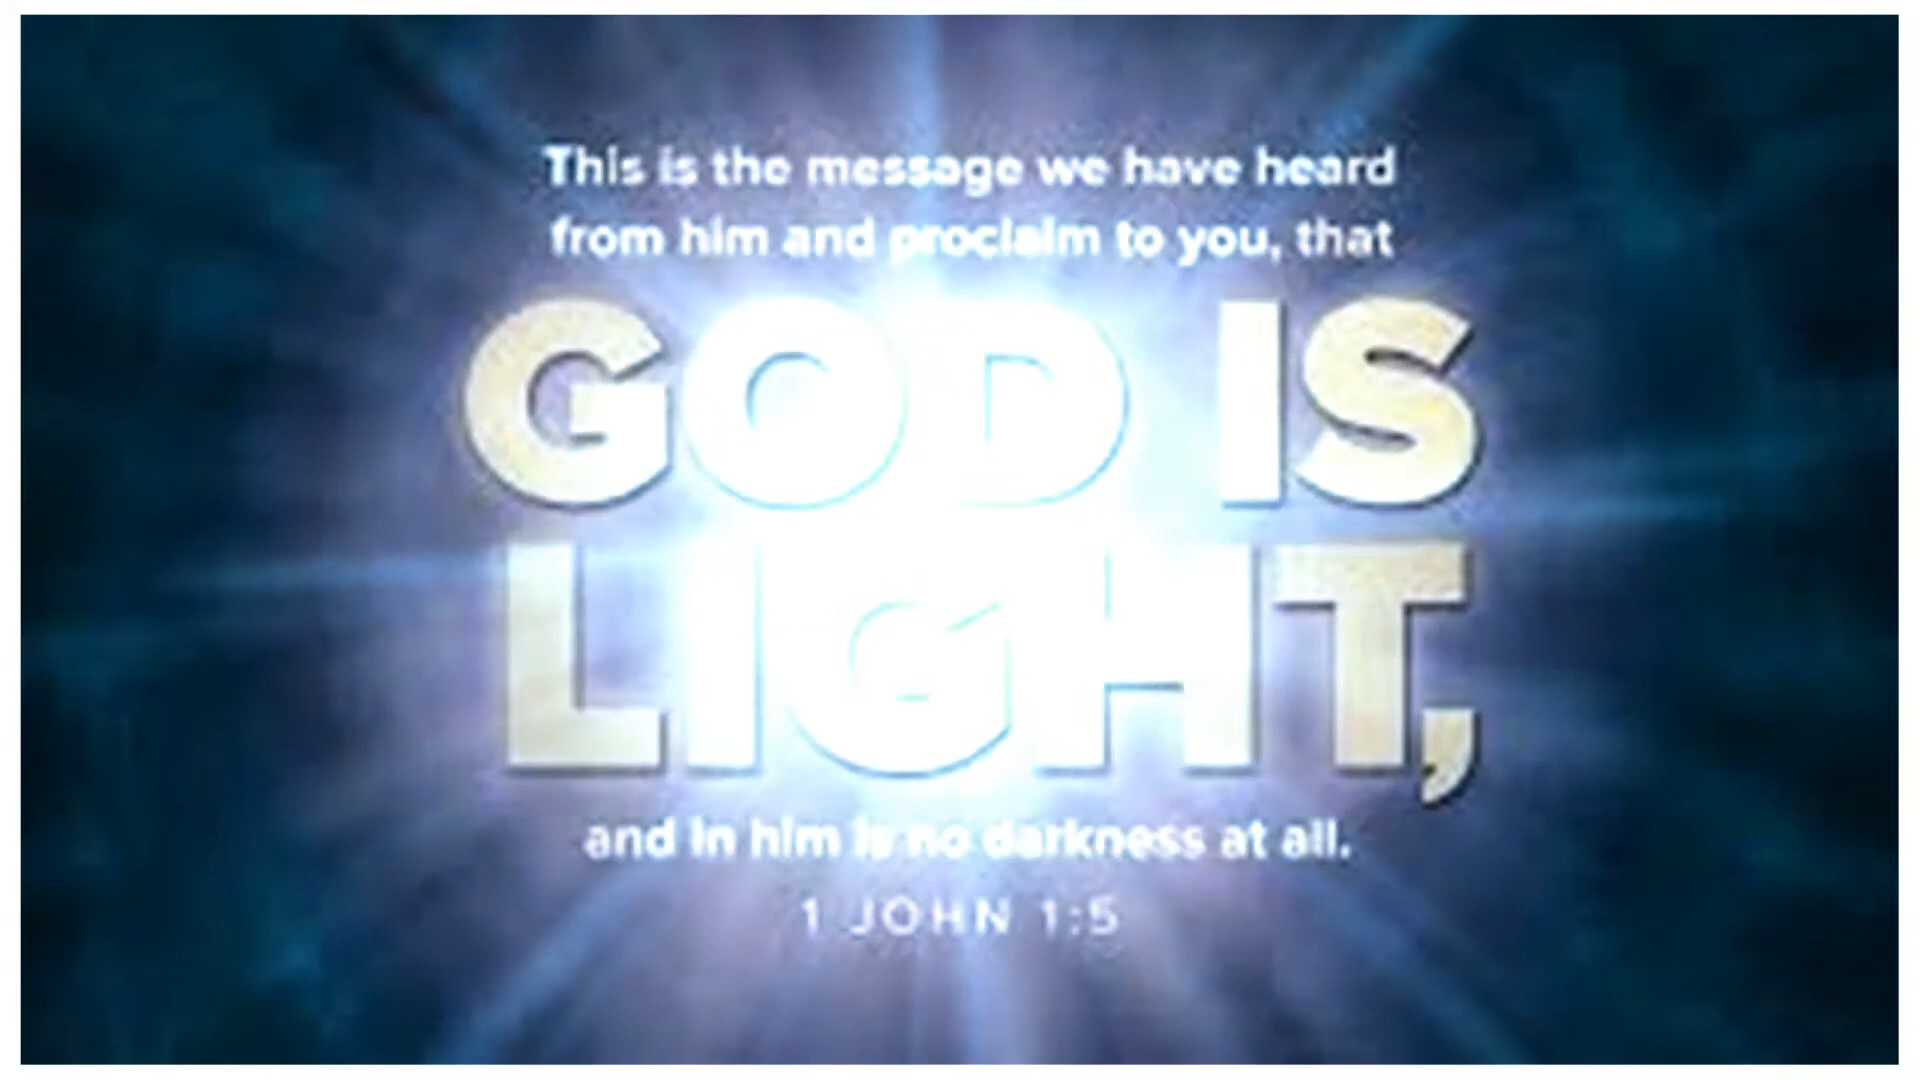 This is the message we have heard
from him and proclaim to you, that
GOD IS
LIGHT,
and in him is no darkness at all.
1 JOHN 1:5